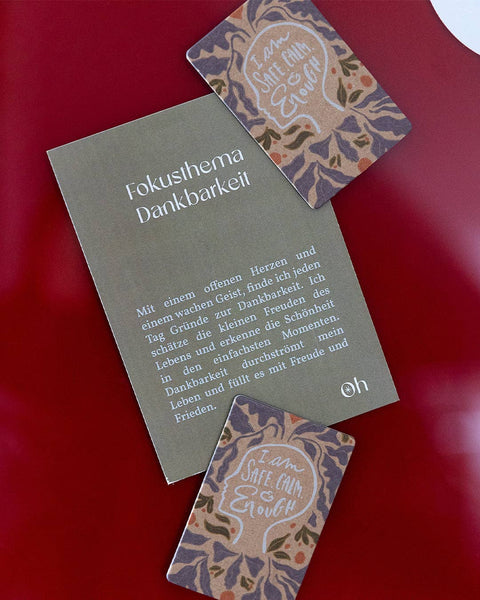 I am
SAFE, CALM,
&
ENOUGH
Fokusthema
Dankbarkeit
Mit einem offenen Herzen und
einem wachen Geist, finde ich jeden
Tag Gründe zur Dankbarkeit. Ich
schätze die kleinen Freuden des
Lebens und erkenne die Schönheit
in den einfachsten Momenten.
Dankbarkeit durchströmt mein
Leben und füllt es mit Freude und
Frieden.
Oh
I am
SAFE, CALM,
&
ENOUGH